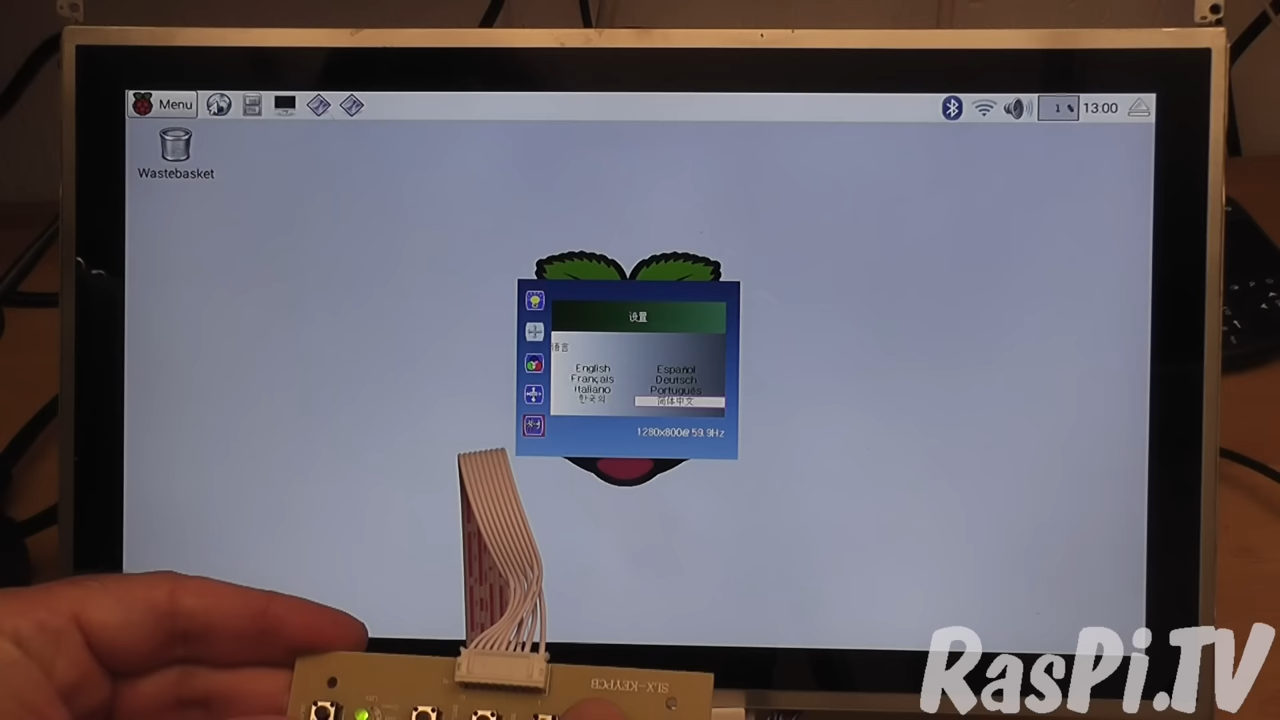 Menu
1 %
13:00
Wastebasket
设置
语言
English
Español
Français
Deutsch
Italiano
Português
한국의
简体中文
1280x800@59.9Hz
SLX-KEYPCB
RasPi.TV